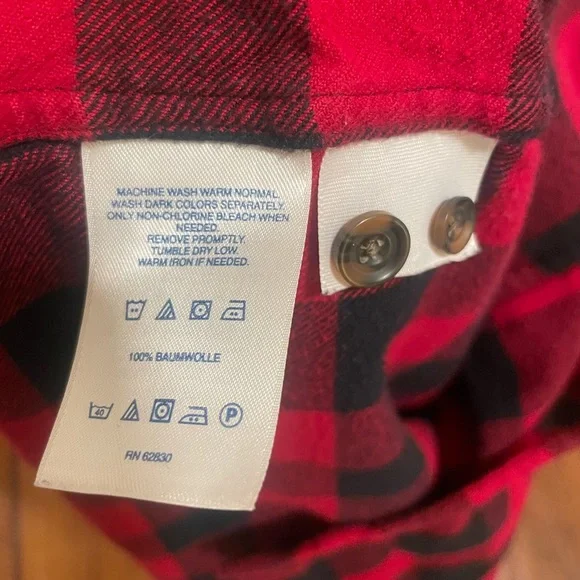 MACHINE WASH WARM NORMAL.
WASH DARK COLORS SEPARATELY.
ONLY NON-CHLORINE BLEACH WHEN
NEEDED.
REMOVE PROMPTLY.
TUMBLE DRY LOW.
WARM IRON IF NEEDED.
100% BAUMWOLLE
40 P
RN 62830